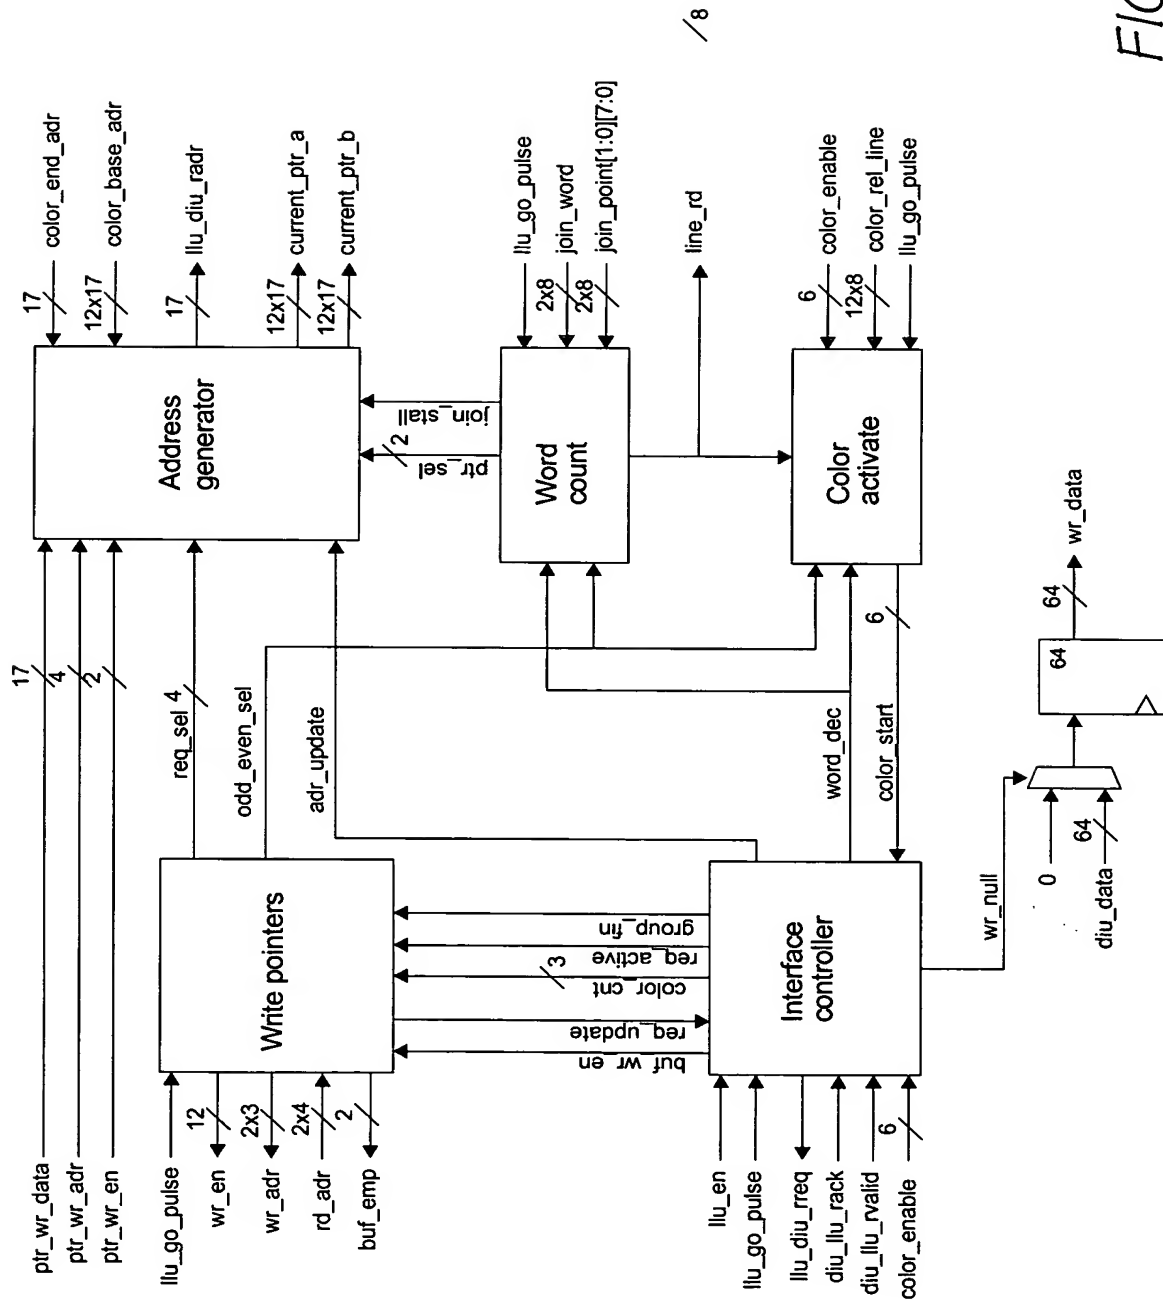 FIG
8
17
color_end_adr
12x17
color_base_adr
17
llu_diu_radr
12x17
current_ptr_a
12x17
current_ptr_b
Address
generator
17
4
2
ptr_wr_data
ptr_wr_adr
ptr_wr_en
req_sel
4
odd_even_sel
adr_update
join_stall
ptr_sel
2
Word
count
llu_go_pulse
2x8
join_word
2x8
join_point[1:0][7:0]
line_rd
Color
activate
6
color_enable
12x8
color_rel_line
llu_go_pulse
Write pointers
llu_go_pulse
12
wr_en
2x3
wr_adr
2x4
rd_adr
2
buf_emp
group_fin
req_active
3
color_cnt
req_update
buf_wr_en
Interface
controller
word_dec
6
color_start
llu_en
llu_go_pulse
llu_diu_rreq
diu_llu_rack
diu_llu_rvalid
6
color_enable
wr_null
0
64
diu_data
64
64
wr_data